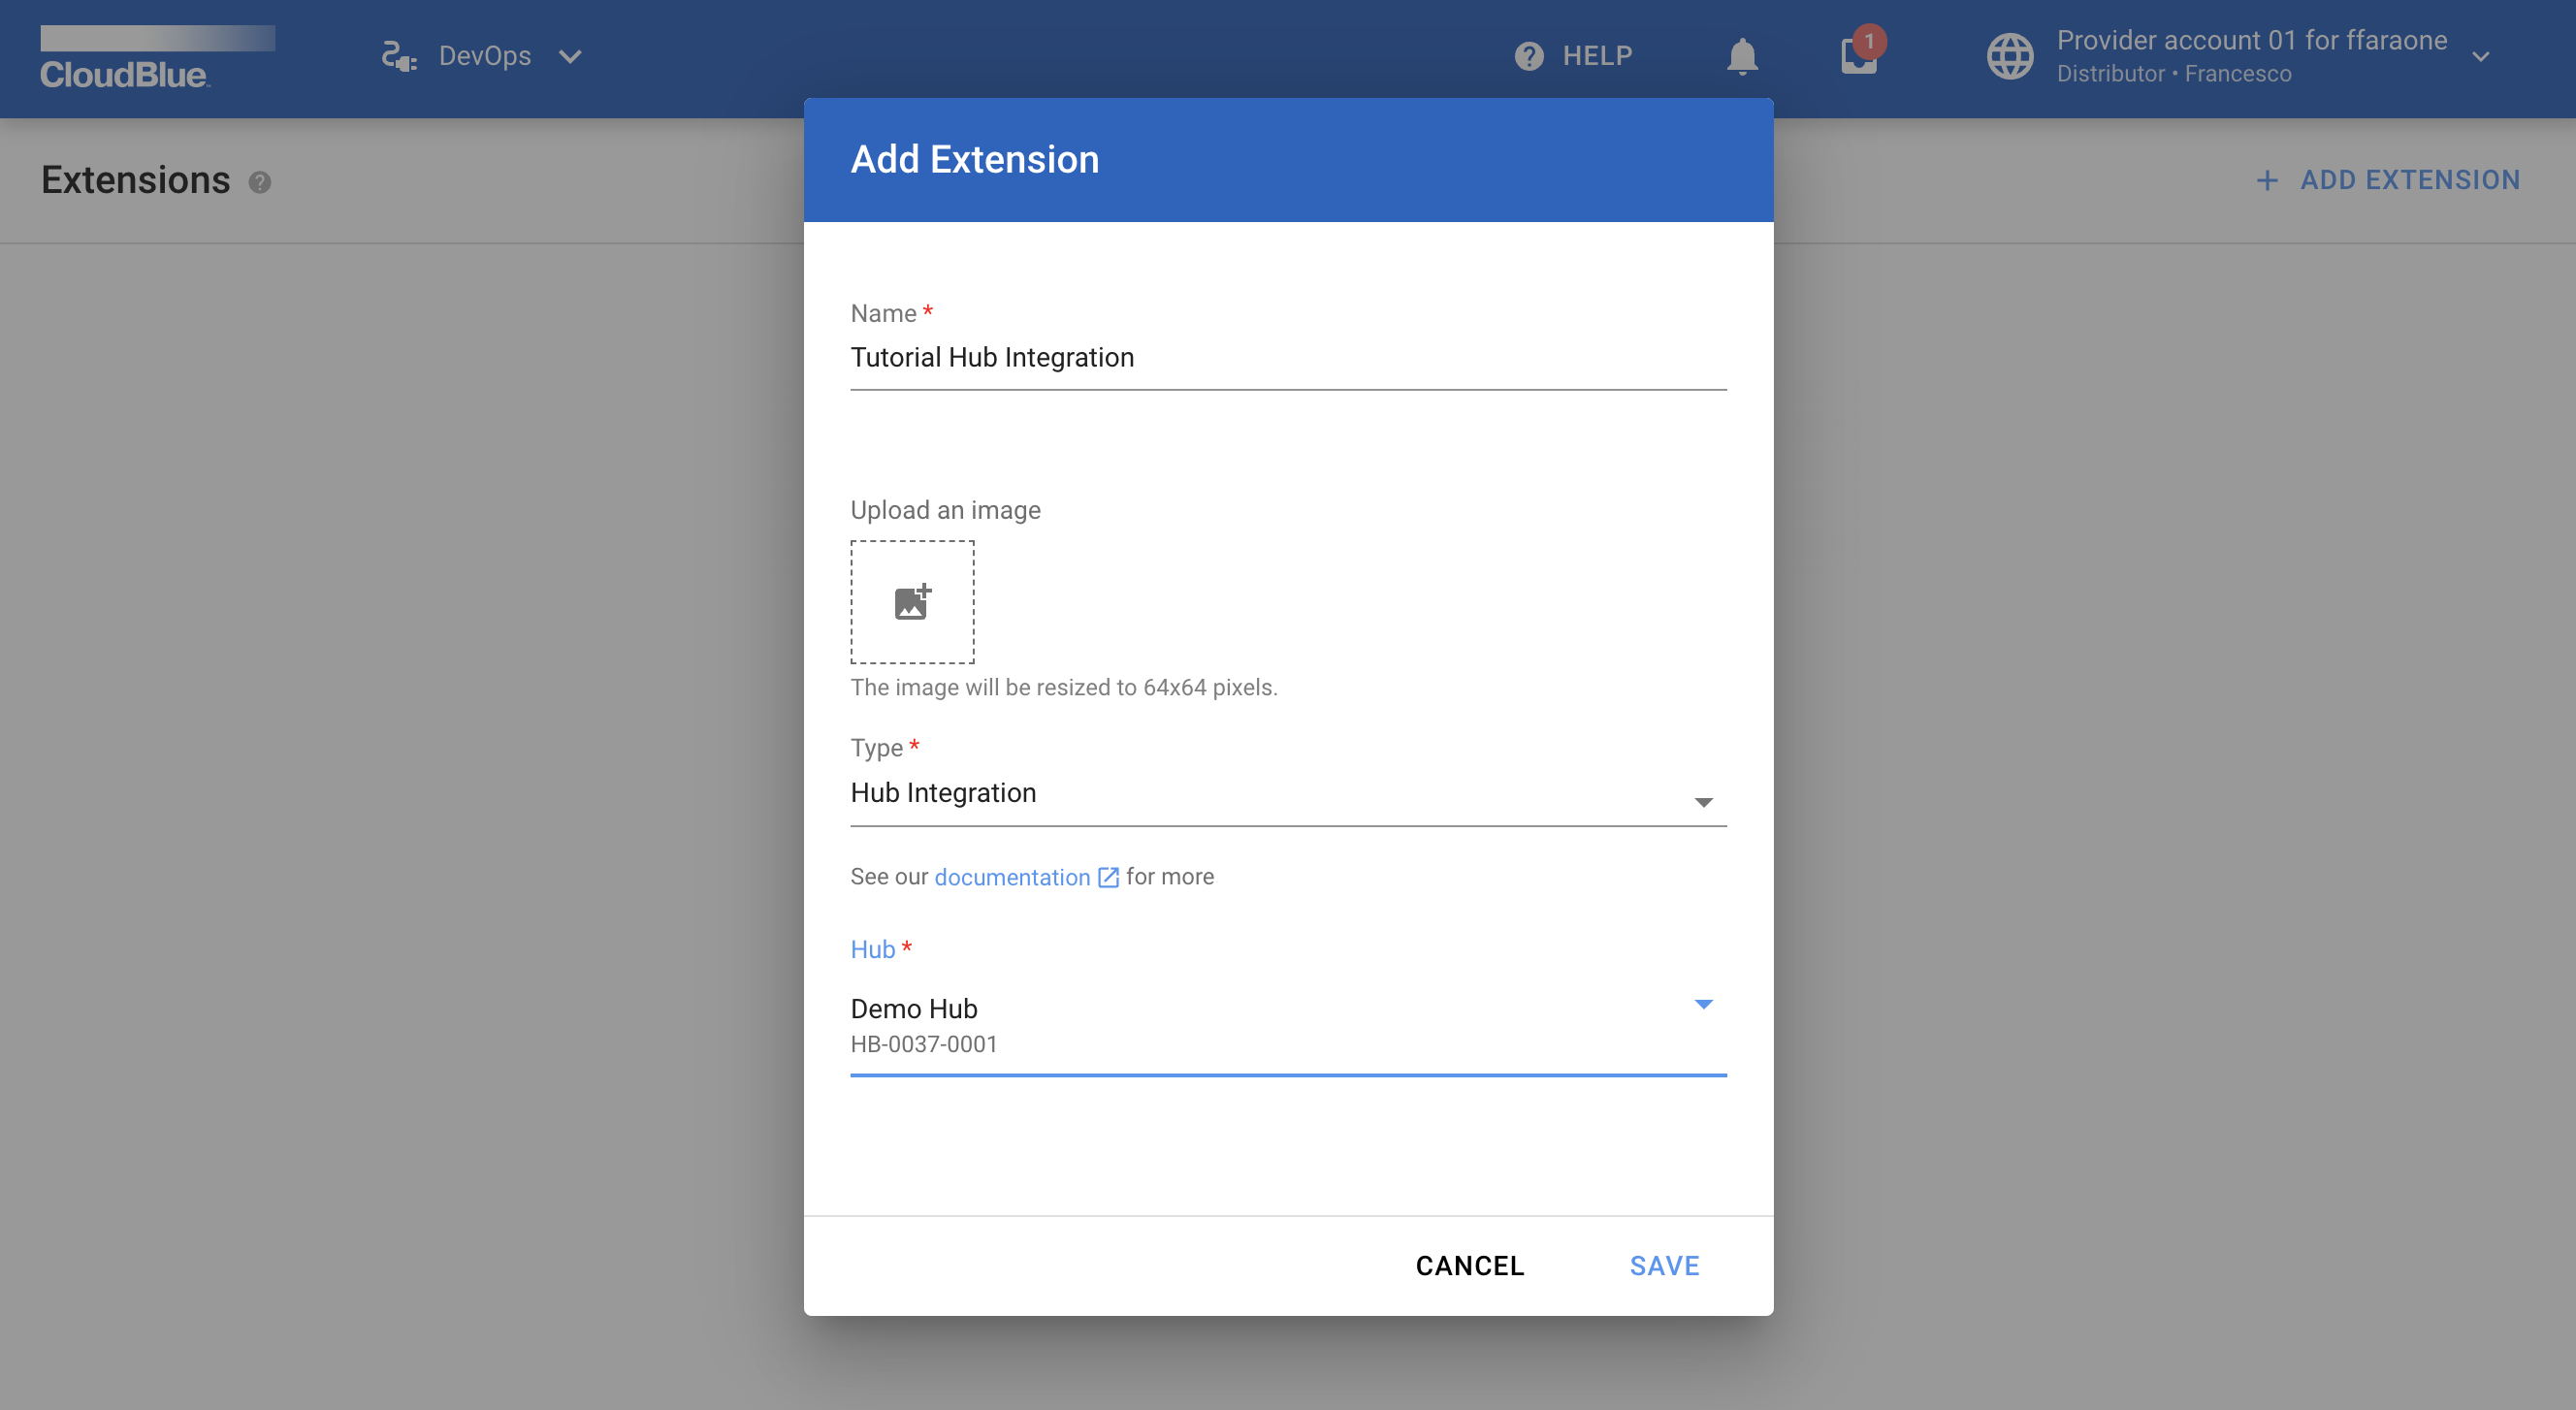 CloudBlue
DevOps
HELP
1
Provider account 01 for ffaraone
Distributor • Francesco
Extensions
ADD EXTENSION
Add Extension
Name *
Tutorial Hub Integration
Upload an image
The image will be resized to 64x64 pixels.
Type *
Hub Integration
See our documentation for more
Hub *
Demo Hub
HB-0037-0001
CANCEL
SAVE